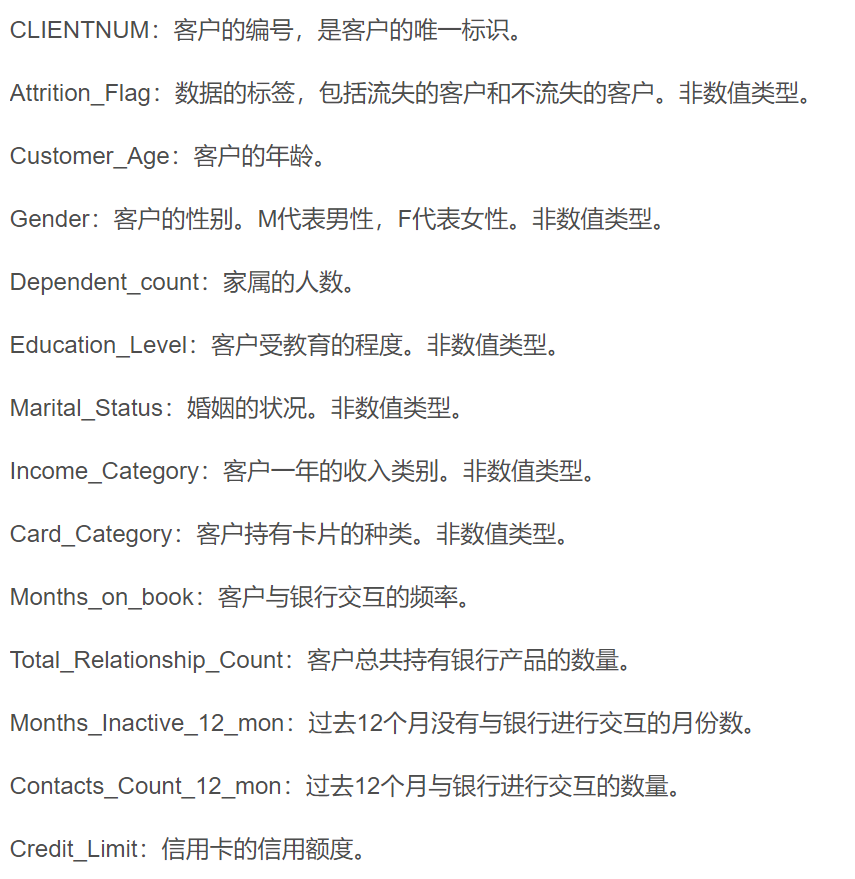 CLIENTNUM：客户的编号，是客户的唯一标识。
Attrition_Flag：数据的标签，包括流失的客户和不流失的客户。非数值类型。
Customer_Age：客户的年龄。
Gender：客户的性别。M代表男性，F代表女性。非数值类型。
Dependent_count：家属的人数。
Education_Level：客户受教育的程度。非数值类型。
Marital_Status：婚姻的状况。非数值类型。
Income_Category：客户一年的收入类别。非数值类型。
Card_Category：客户持有卡片的种类。非数值类型。
Months_on_book：客户与银行交互的频率。
Total_Relationship_Count：客户总共持有银行产品的数量。
Months_Inactive_12_mon：过去12个月没有与银行进行交互的月份数。
Contacts_Count_12_mon：过去12个月与银行进行交互的数量。
Credit_Limit：信用卡的信用额度。